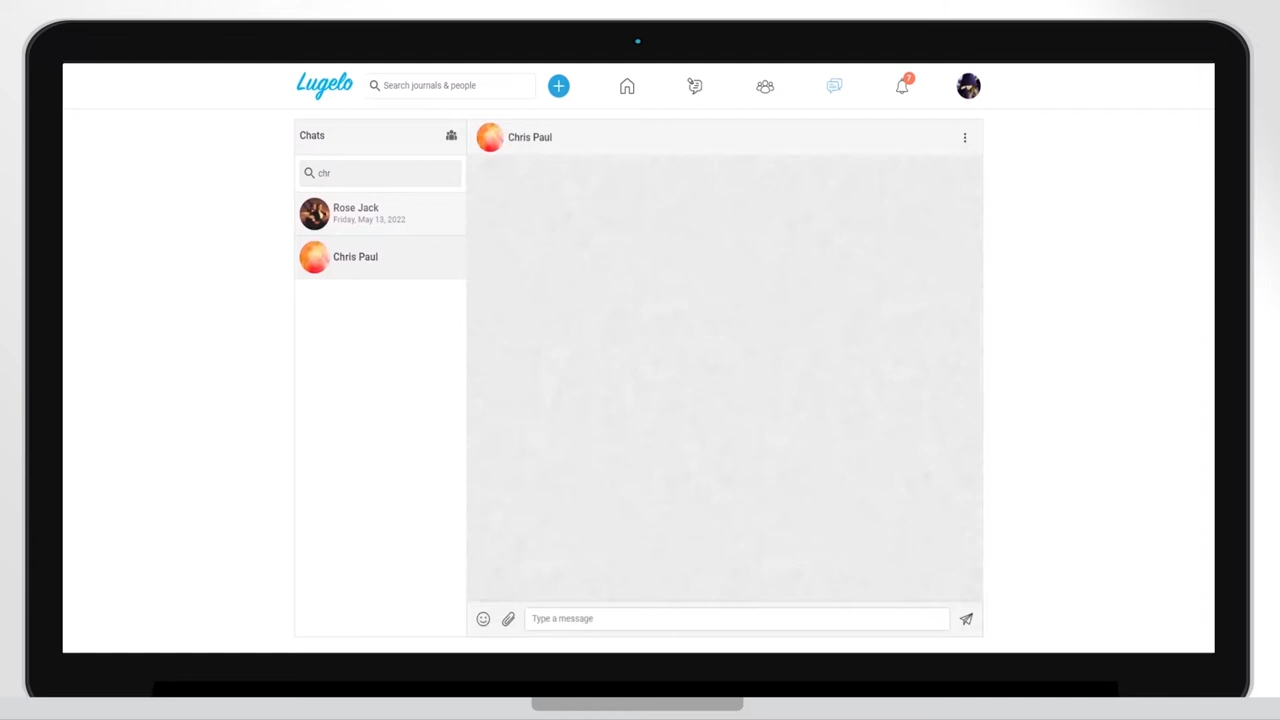 Lugelo
Search journals & people
7
Chats
Chris Paul
chr
Rose Jack
Friday, May 13, 2022
Chris Paul
Type a message